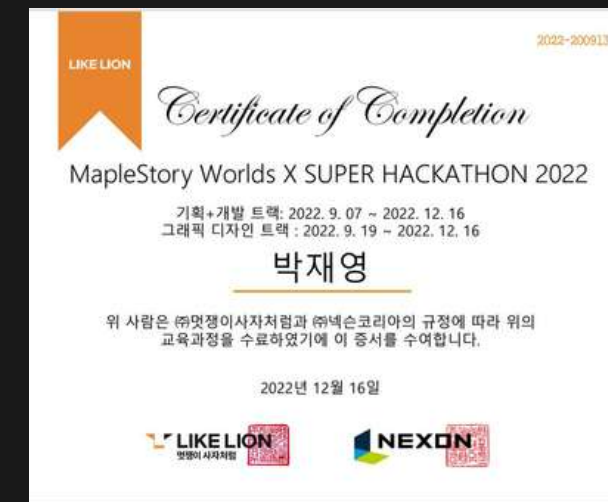 LIKE LION
2022-200913
Certificate of Completion
MapleStory Worlds X SUPER HACKATHON 2022
기획+개발 트랙: 2022. 9. 07 ~ 2022. 12. 16
그래픽 디자인 트랙 : 2022. 9. 19 ~ 2022. 12. 16
박재영
위 사람은 ㈜멋쟁이사자처럼과 ㈜넥슨코리아의 규정에 따라 위의
교육과정을 수료하였기에 이 증서를 수여합니다.
2022년 12월 16일
LIKE LION
멋쟁이 사자처럼
NEXON